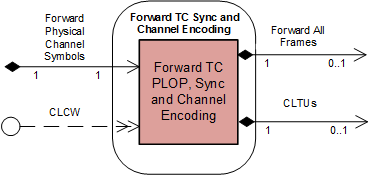 Forward
Physical
Channel
Symbols
1
1
CLCW
Forward TC Sync and
Channel Encoding
Forward TC
PLOP, Sync
and Channel
Encoding
Forward All
Frames
1
0..1
CLTUs
1
0..1